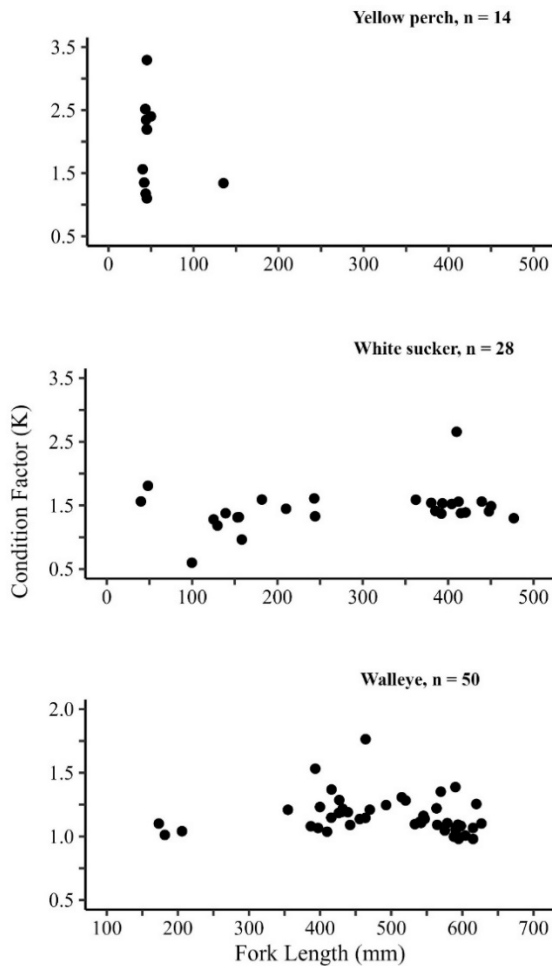 Yellow perch, n = 14
3.5
2.5
1.5
0.5
0 100 200 300 400 500
White sucker, n = 28
3.5
2.5
1.5
0.5
0 100 200 300 400 500
Condition Factor (K)
Walleye, n = 50
2.0
1.5
1.0
0.5
100 200 300 400 500 600 700
Fork Length (mm)